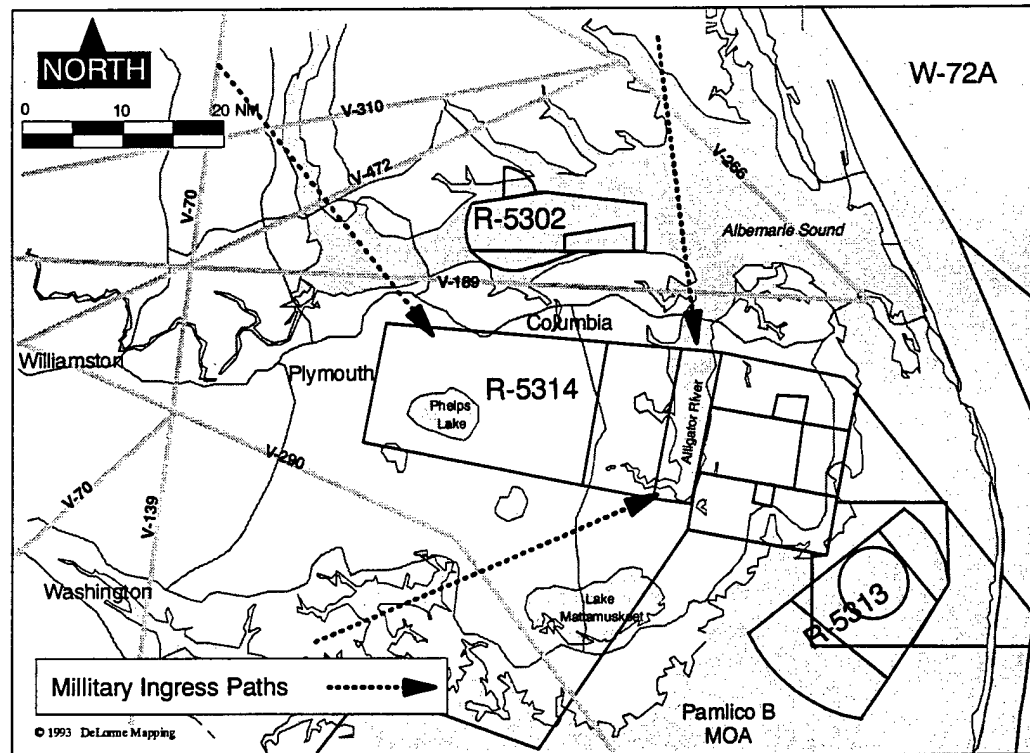 NORTH
0 10 20 NM
W-72A
V-310
V-472
V-266
V-70
R-5302
Albemarle Sound
V-189
Columbia
Williamston
Plymouth
R-5314
Phelps
Lake
Alligator River
V-290
V-70
V-139
Washington
Lake
Mattamuskeet
R-5313
Millitary Ingress Paths
Pamlico B
MOA
© 1993 DeLorme Mapping